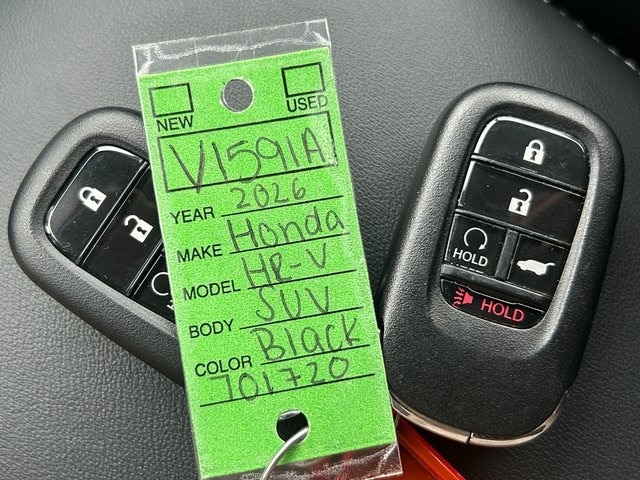 NEW USED
V1591A
YEAR 2026
MAKE Honda
MODEL HR-V
BODY SUV
COLOR Black
701720
HOLD
HOLD